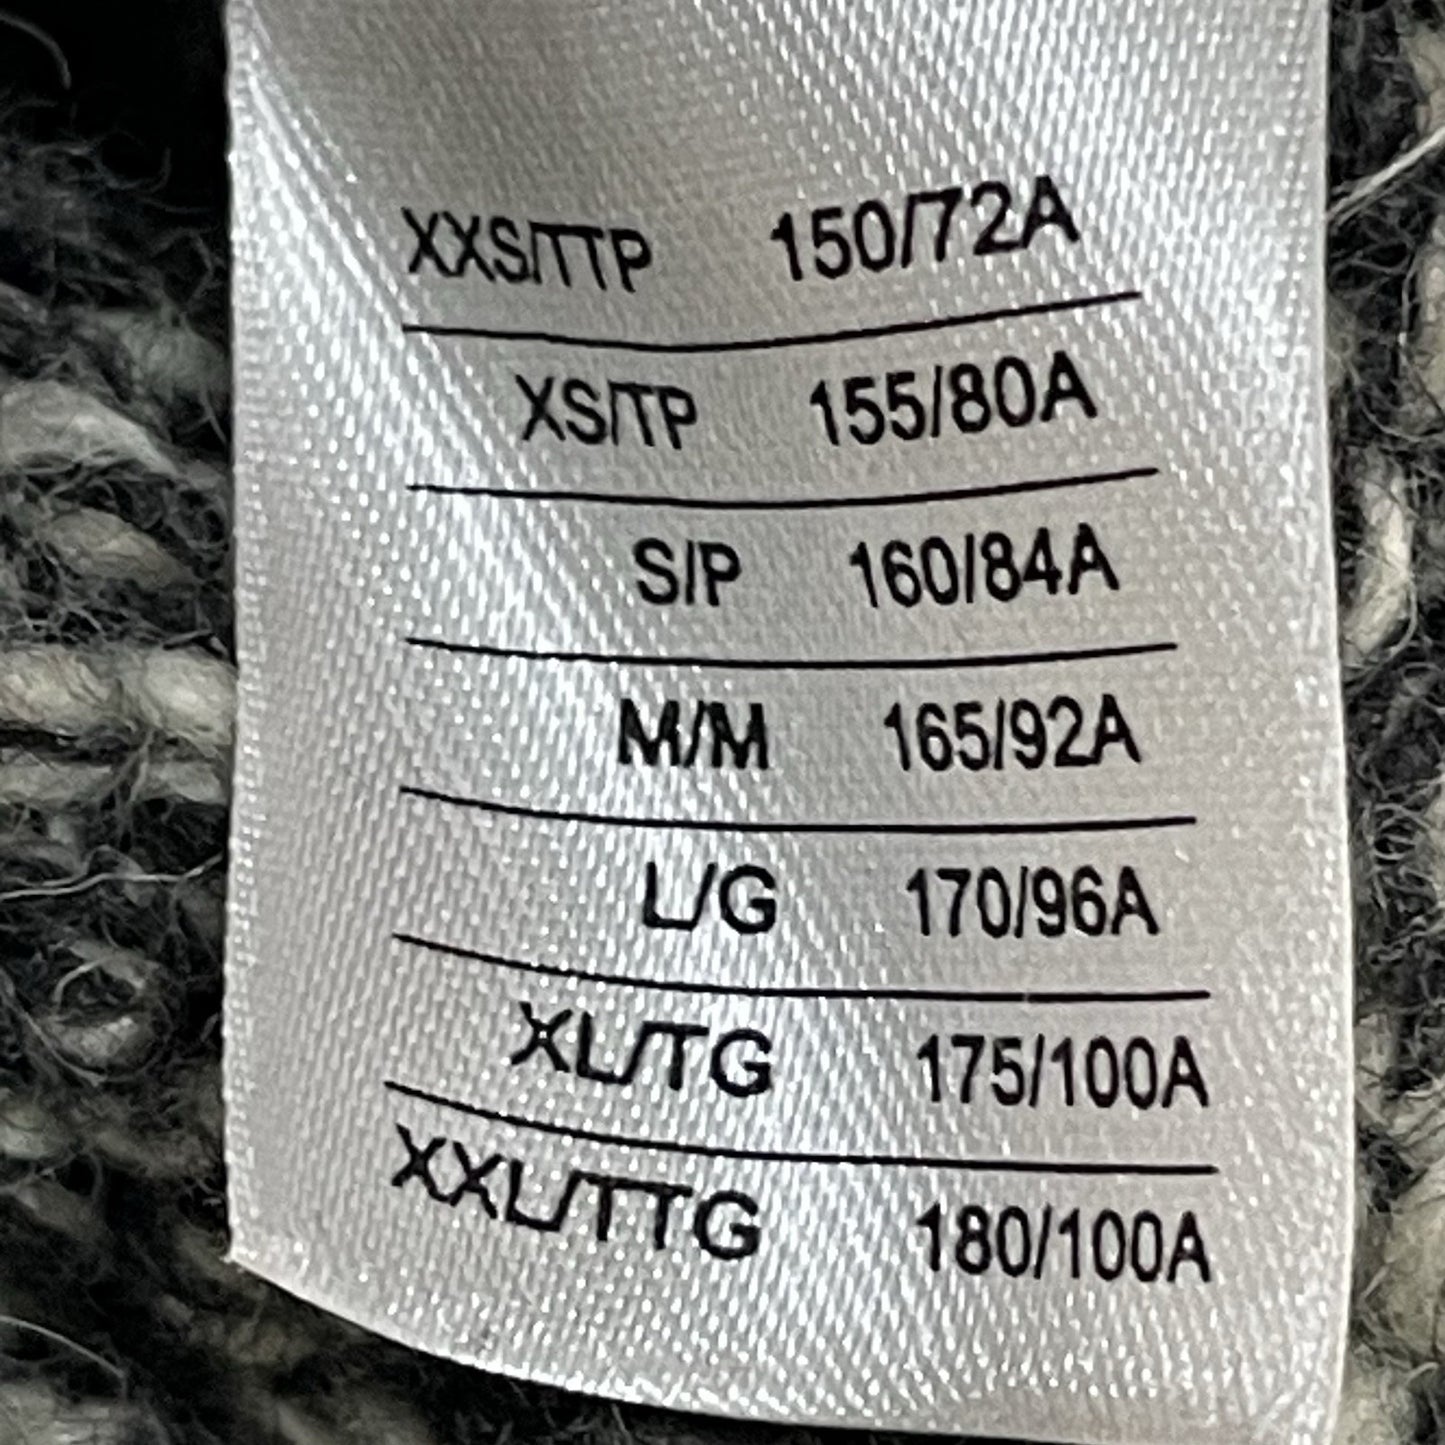 XXS/TTP 150/72A
XS/TP 155/80A
S/P 160/84A
M/M 165/92A
L/G 170/96A
XL/TG 175/100A
XXL/TTG 180/100A